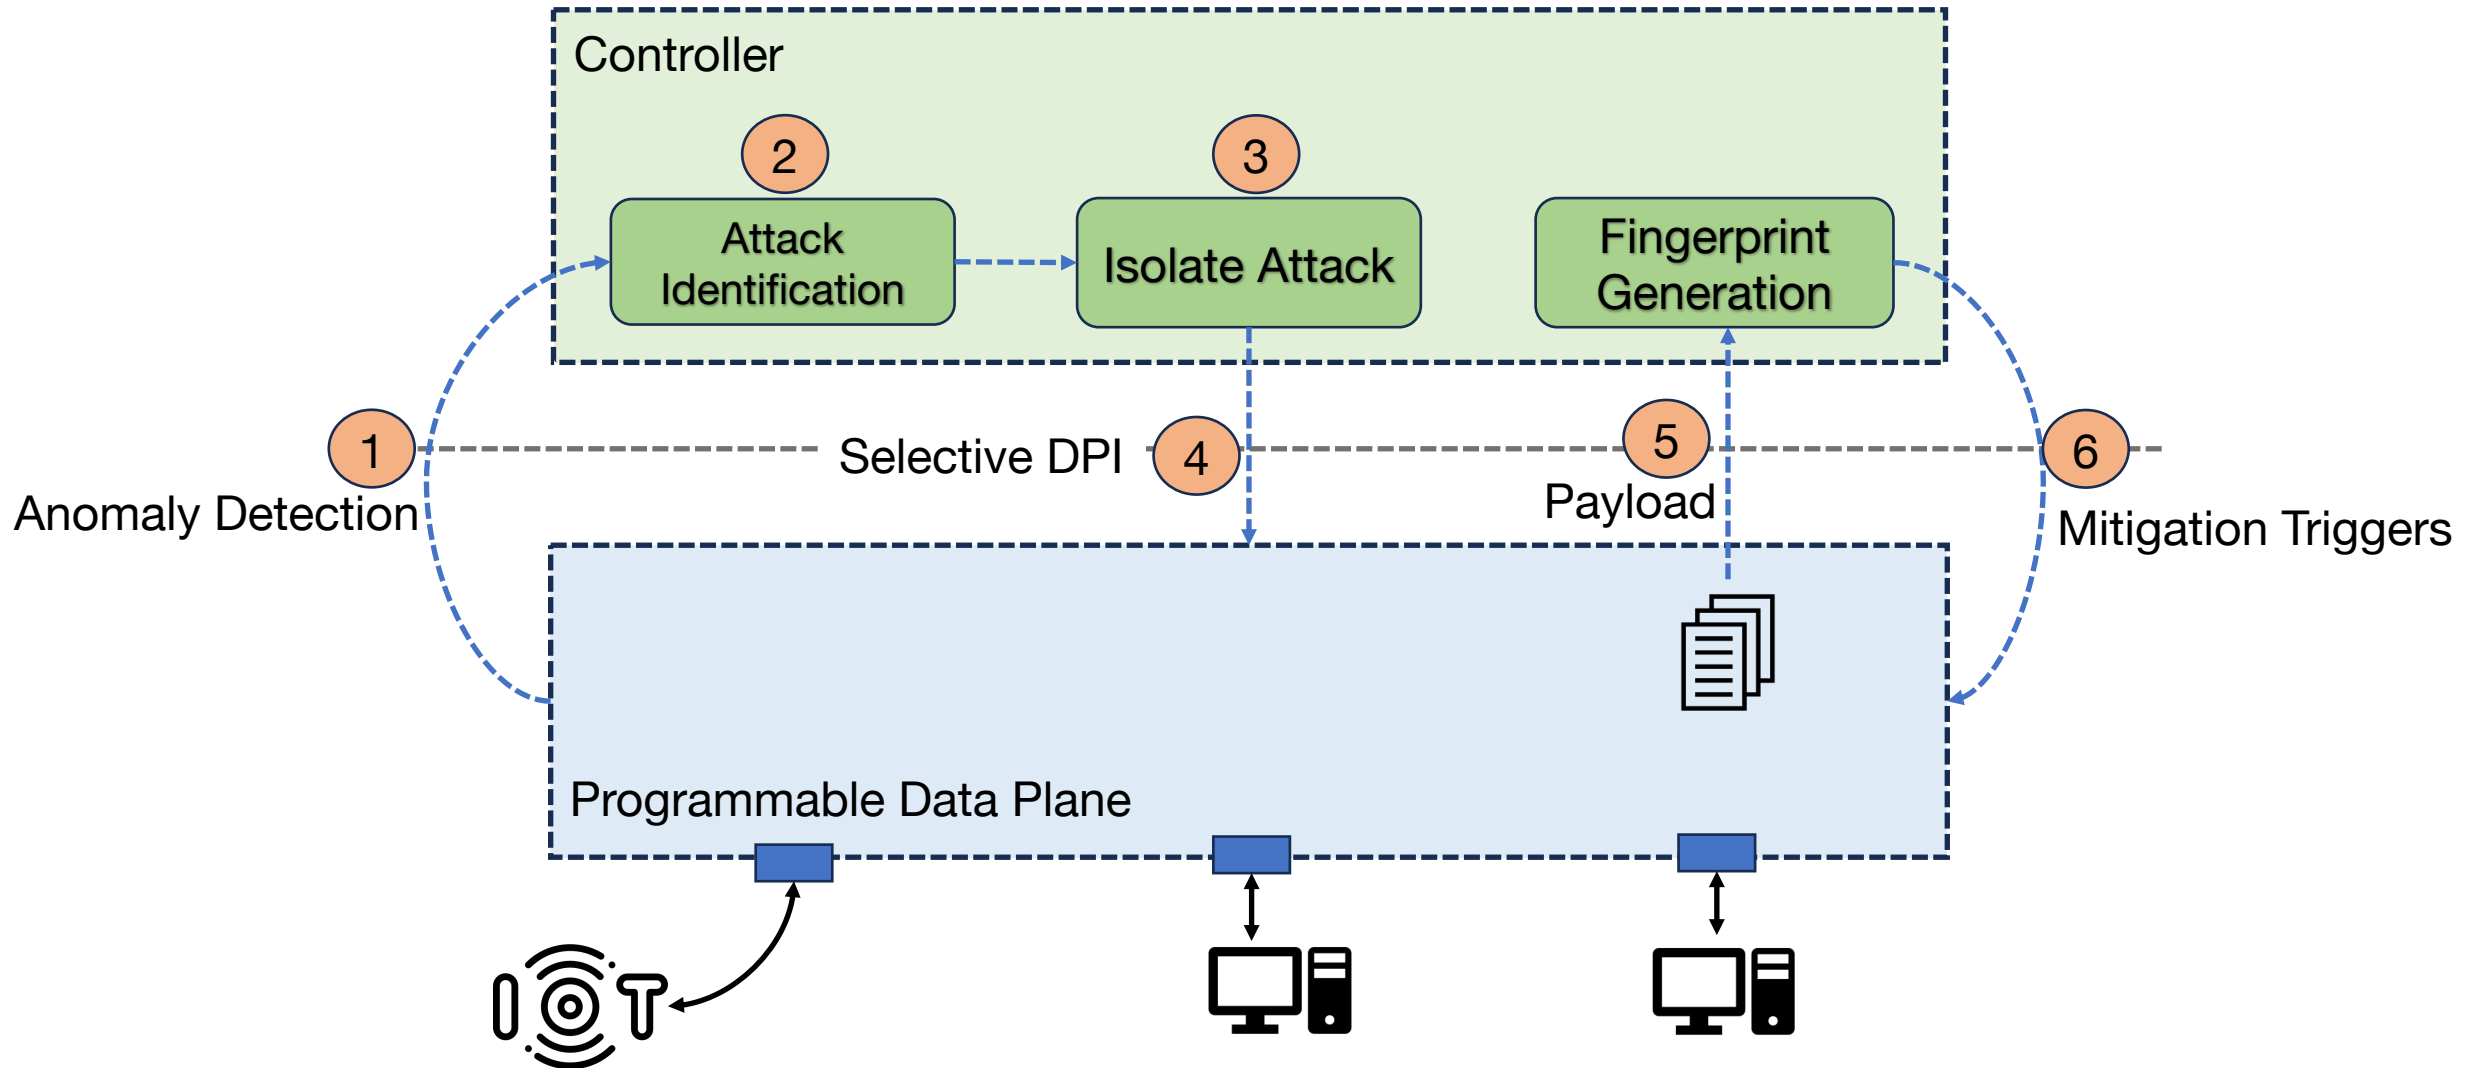 Controller
2
3
Attack
Identification
Isolate Attack
Fingerprint
Generation
1
Anomaly Detection
Selective DPI
4
5
Payload
6
Mitigation Triggers
Programmable Data Plane
IOT